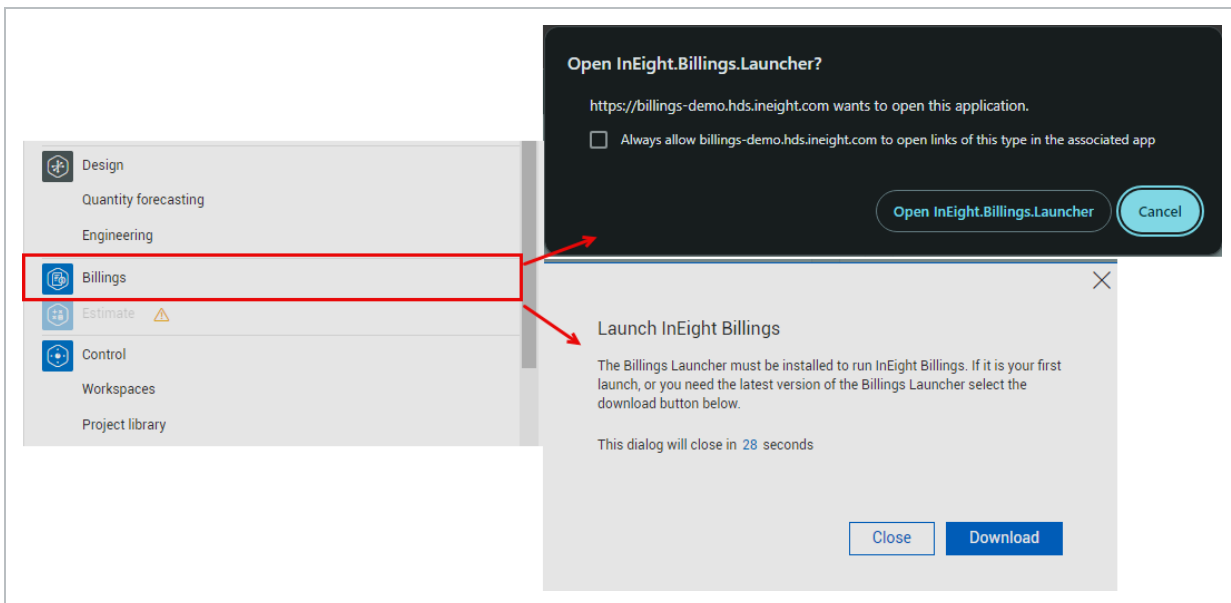 Open InEight.Billings.Launcher?
https://billings-demo.hds.ineight.com wants to open this application.
Always allow billings-demo.hds.ineight.com to open links of this type in the associated app
Open InEight.Billings.Launcher
Cancel
Design
Quantity forecasting
Engineering
Billings
Estimate
Control
Workspaces
Project library
Launch InEight Billings
The Billings Launcher must be installed to run InEight Billings. If it is your first
launch, or you need the latest version of the Billings Launcher select the
download button below.
This dialog will close in 28 seconds
Close
Download